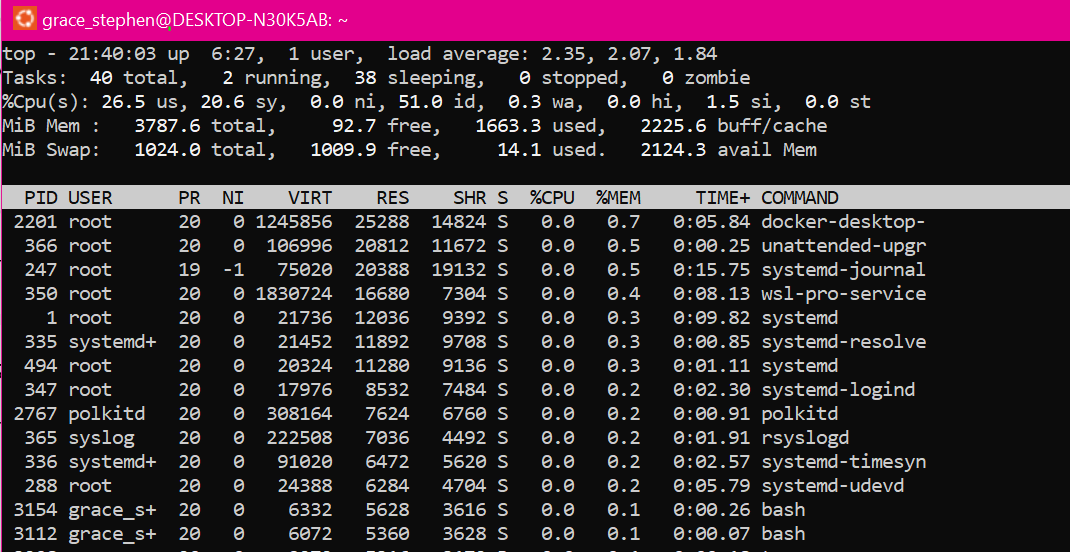 grace_stephen@DESKTOP-N30K5AB: ~
top - 21:40:03 up  6:27,  1 user,  load average: 2.35, 2.07, 1.84
Tasks:  40 total,   2 running,  38 sleeping,   0 stopped,   0 zombie
%Cpu(s): 26.5 us, 20.6 sy,  0.0 ni, 51.0 id,  0.3 wa,  0.0 hi,  1.5 si,  0.0 st
MiB Mem :   3787.6 total,     92.7 free,   1663.3 used,   2225.6 buff/cache
MiB Swap:   1024.0 total,   1009.9 free,     14.1 used.   2124.3 avail Mem
PID USER      PR  NI    VIRT    RES    SHR S  %CPU  %MEM     TIME+ COMMAND
2201 root      20   0 1245856  25288  14824 S   0.0   0.7   0:05.84 docker-desktop-
366 root      20   0  106996  20812  11672 S   0.0   0.5   0:00.25 unattended-upgr
247 root      19  -1   75020  20388  19132 S   0.0   0.5   0:15.75 systemd-journal
350 root      20   0 1830724  16680   7304 S   0.0   0.4   0:08.13 wsl-pro-service
1 root      20   0   21736  12036   9392 S   0.0   0.3   0:09.82 systemd
335 systemd+  20   0   21452  11892   9708 S   0.0   0.3   0:00.85 systemd-resolve
494 root      20   0   20324  11280   9136 S   0.0   0.3   0:01.11 systemd
347 root      20   0   17976   8532   7484 S   0.0   0.2   0:02.30 systemd-logind
2767 polkitd   20   0  308164   7624   6760 S   0.0   0.2   0:00.91 polkitd
365 syslog    20   0  222508   7036   4492 S   0.0   0.2   0:01.91 rsyslogd
336 systemd+  20   0   91020   6472   5620 S   0.0   0.2   0:02.57 systemd-timesyn
288 root      20   0   24388   6284   4704 S   0.0   0.2   0:05.79 systemd-udevd
3154 grace_s+  20   0    6332   5628   3616 S   0.0   0.1   0:00.26 bash
3112 grace_s+  20   0    6072   5360   3628 S   0.0   0.1   0:00.07 bash